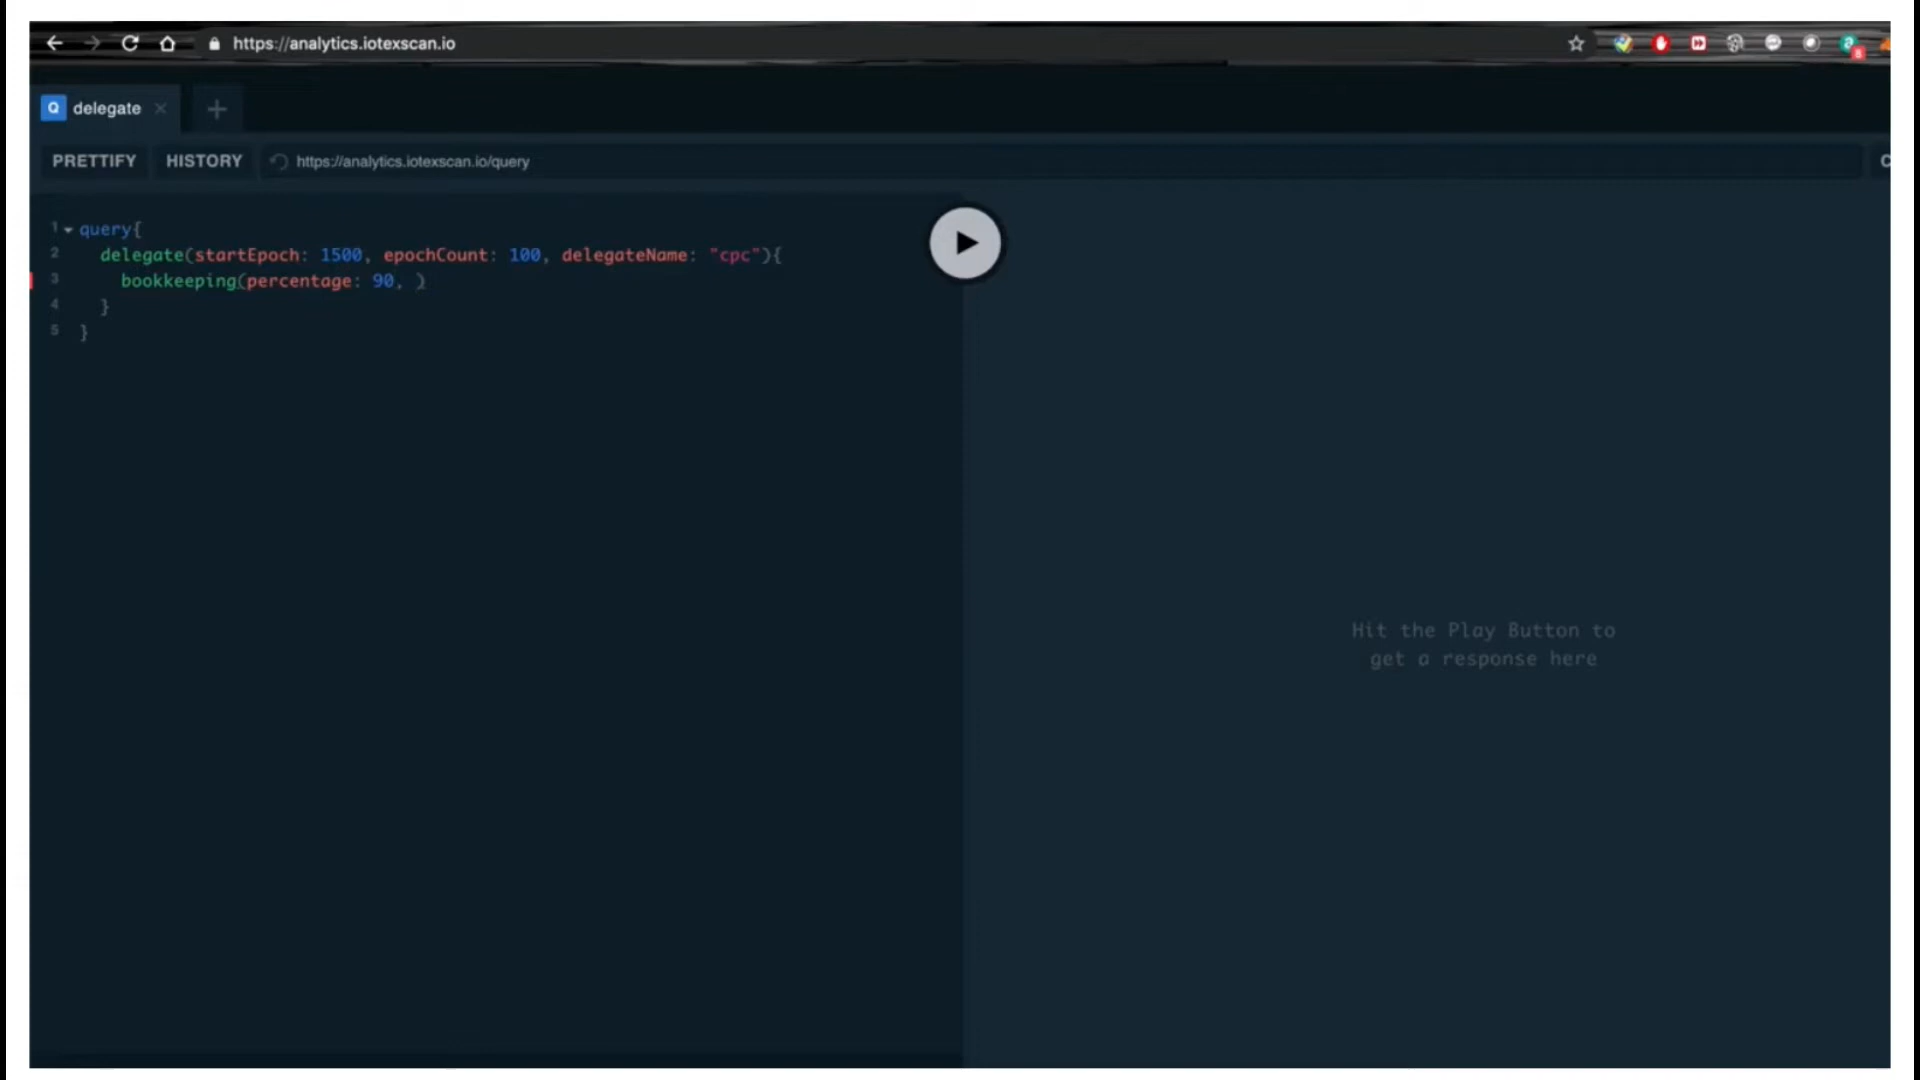 https://analytics.iotexscan.io
8
Q delegate × +
PRETTIFY HISTORY https://analytics.iotexscan.io/query
1 query{
2 delegate(startEpoch: 1500, epochCount: 100, delegateName: "cpc"){
3 bookkeeping(percentage: 90, )
4 }
5 }
Hit the Play Button to
get a response here